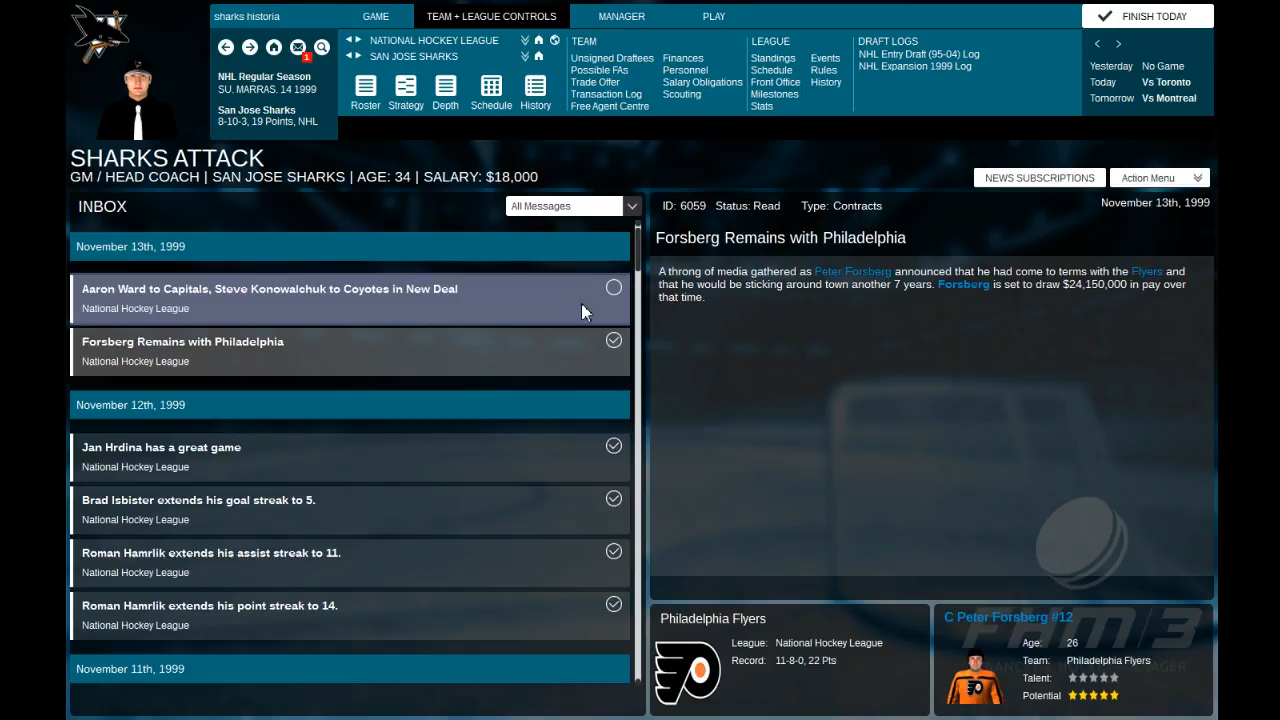 sharks historia
GAME
TEAM + LEAGUE CONTROLS
MANAGER
PLAY
FINISH TODAY
1
NHL Regular Season
SU. MARRAS. 14 1999
San Jose Sharks
8-10-3, 19 Points, NHL
NATIONAL HOCKEY LEAGUE
SAN JOSE SHARKS
Roster
Strategy
Depth
Schedule
History
TEAM
Unsigned Draftees
Finances
Possible FAs
Personnel
Trade Offer
Salary Obligations
Transaction Log
Scouting
Free Agent Centre
LEAGUE
Standings
Events
Schedule
Rules
Front Office
History
Milestones
Stats
DRAFT LOGS
NHL Entry Draft (95-04) Log
NHL Expansion 1999 Log
Yesterday No Game
Today Vs Toronto
Tomorrow Vs Montreal
SHARKS ATTACK
GM / HEAD COACH | SAN JOSE SHARKS | AGE: 34 | SALARY: $18,000
NEWS SUBSCRIPTIONS
Action Menu
INBOX
All Messages
November 13th, 1999
Aaron Ward to Capitals, Steve Konowalchuk to Coyotes in New Deal
National Hockey League
Forsberg Remains with Philadelphia
National Hockey League
November 12th, 1999
Jan Hrdina has a great game
National Hockey League
Brad Isbister extends his goal streak to 5.
National Hockey League
Roman Hamrlik extends his assist streak to 11.
National Hockey League
Roman Hamrlik extends his point streak to 14.
National Hockey League
November 11th, 1999
ID: 6059 Status: Read Type: Contracts
November 13th, 1999
Forsberg Remains with Philadelphia
A throng of media gathered as Peter Forsberg announced that he had come to terms with the Flyers and
that he would be sticking around town another 7 years. Forsberg is set to draw $24,150,000 in pay over
that time.
Philadelphia Flyers
League: National Hockey League
Record: 11-8-0, 22 Pts
C Peter Forsberg #12
Age: 26
Team: Philadelphia Flyers
Talent:
Potential
FHM/3